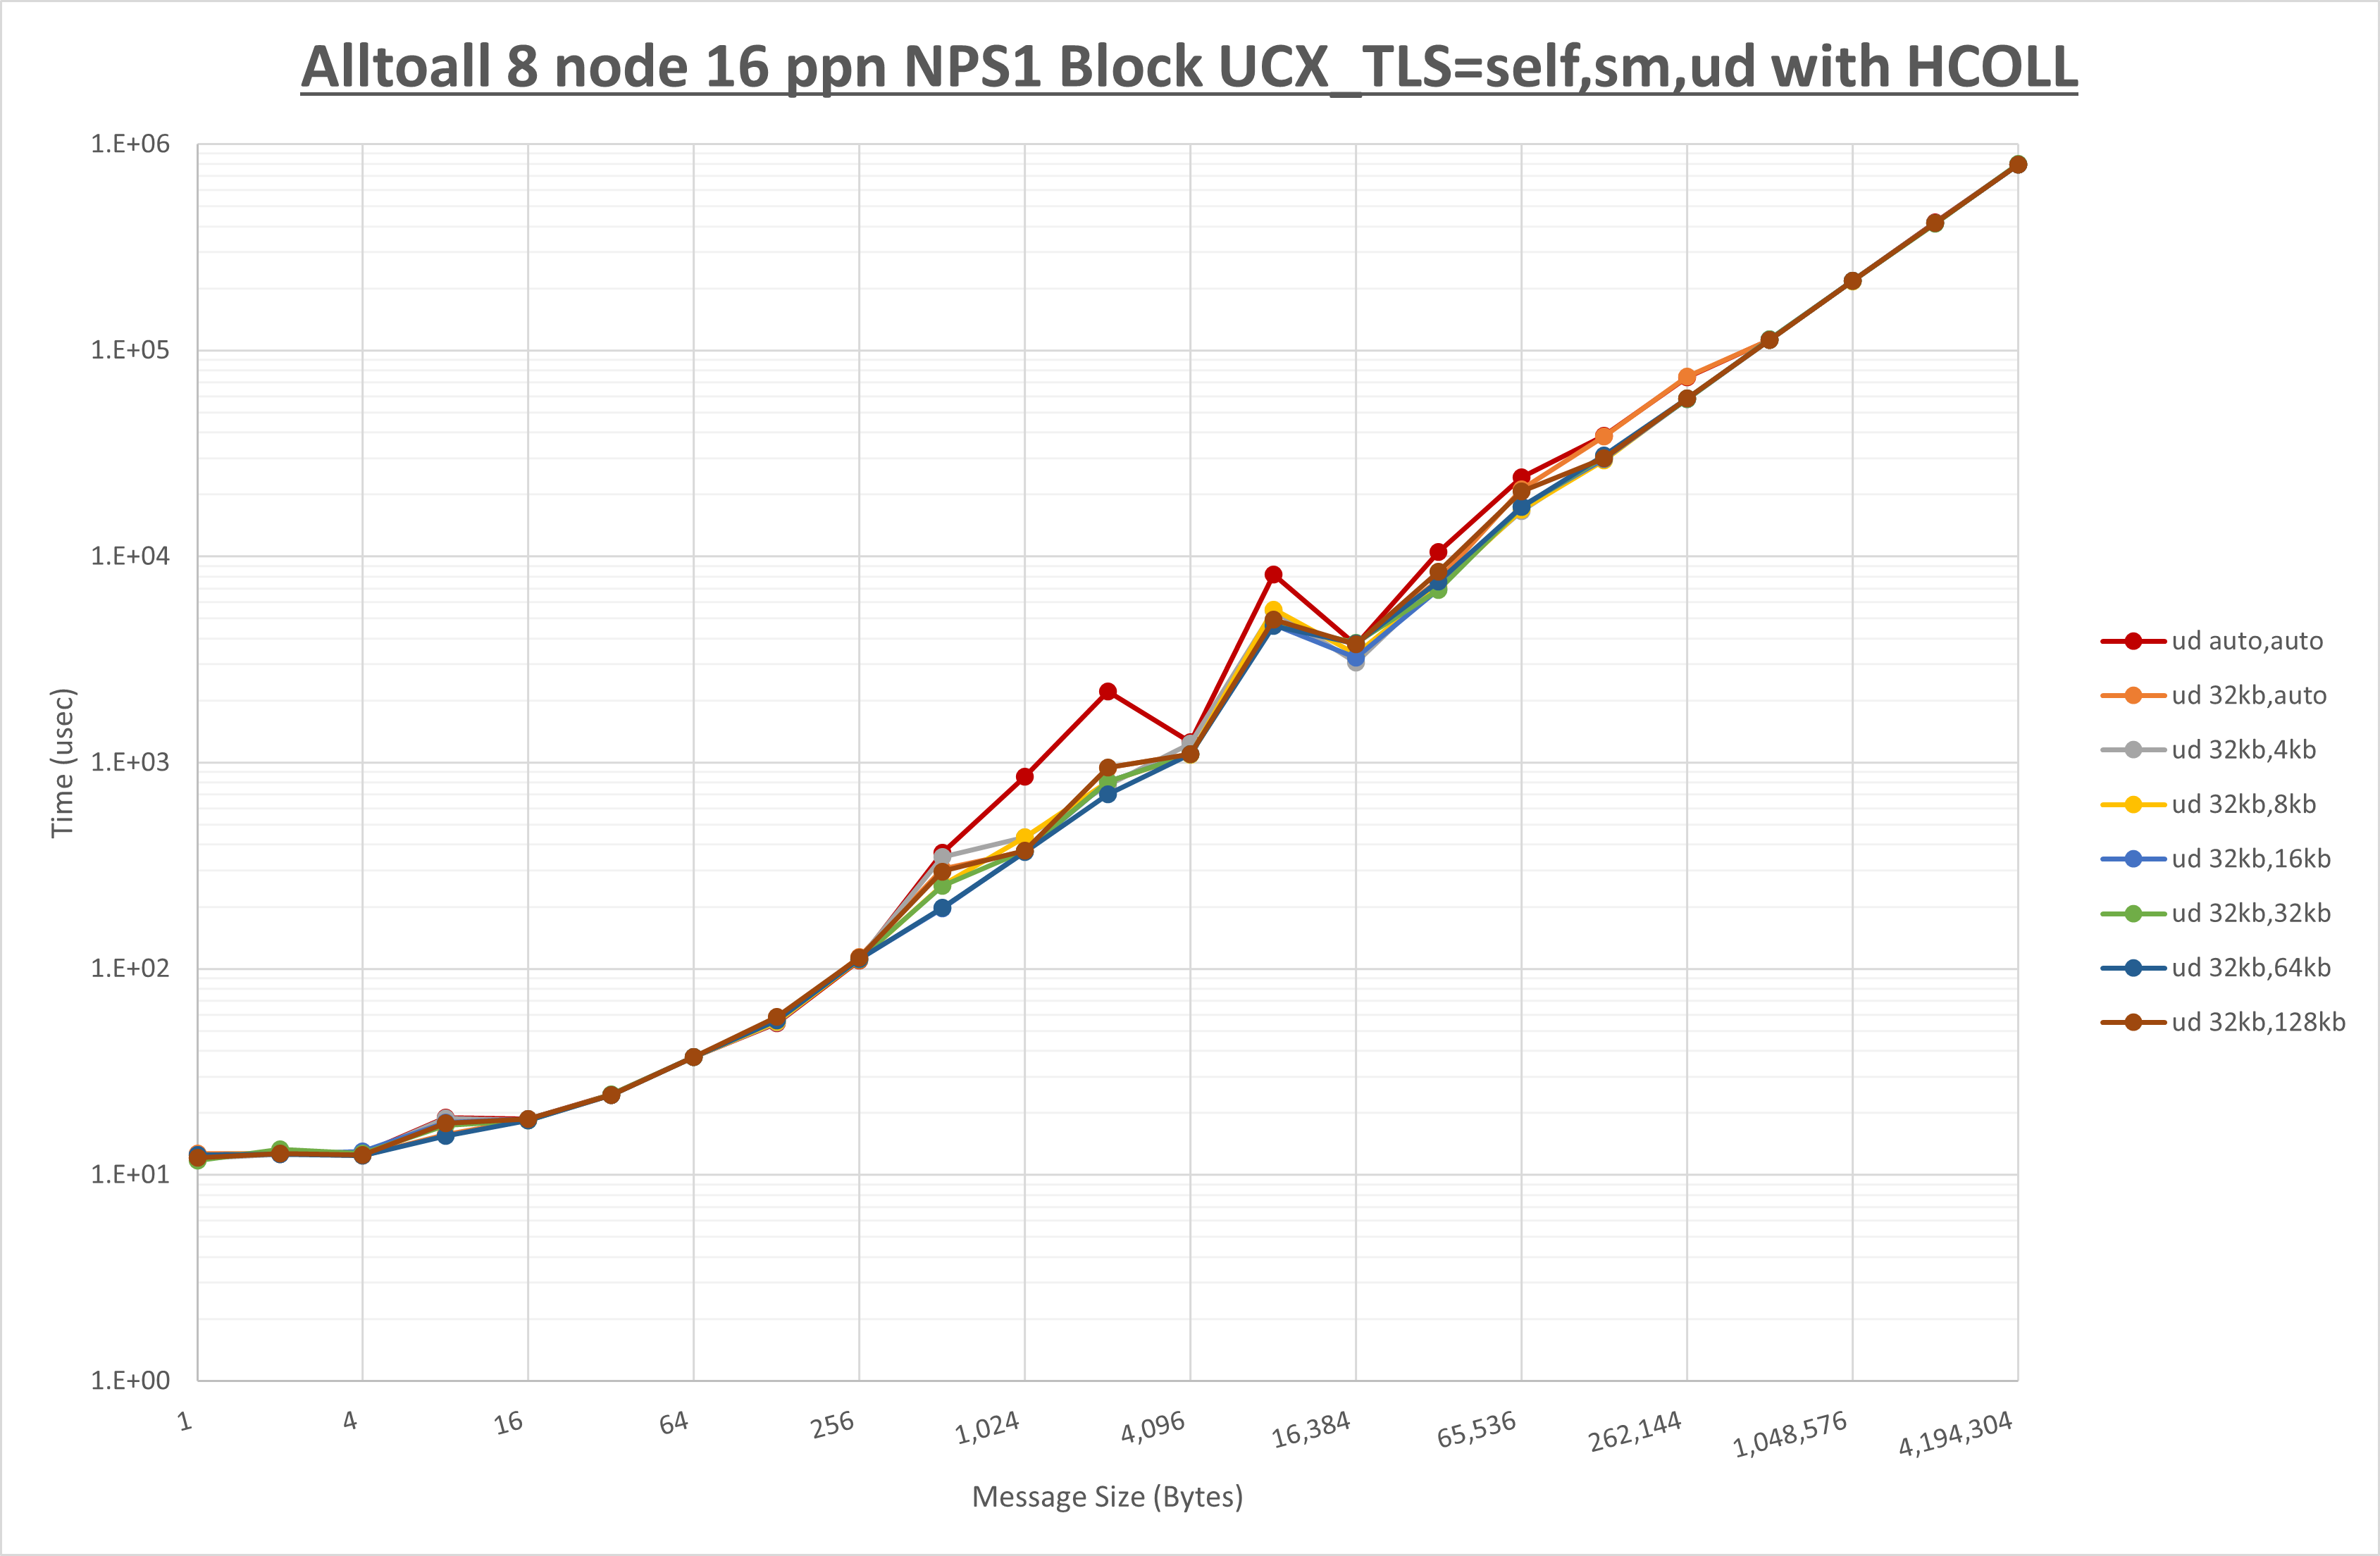 Alltoall 8 node 16 ppn NPS1 Block UCX_TLS=self,sm,ud with HCOLL
1.E+06
1.E+05
1.E+04
1.E+03
1.E+02
1.E+01
1.E+00
Time (usec)
1
4
16
64
256
1,024
4,096
16,384
65,536
262,144
1,048,576
4,194,304
Message Size (Bytes)
ud auto,auto
ud 32kb,auto
ud 32kb,4kb
ud 32kb,8kb
ud 32kb,16kb
ud 32kb,32kb
ud 32kb,64kb
ud 32kb,128kb